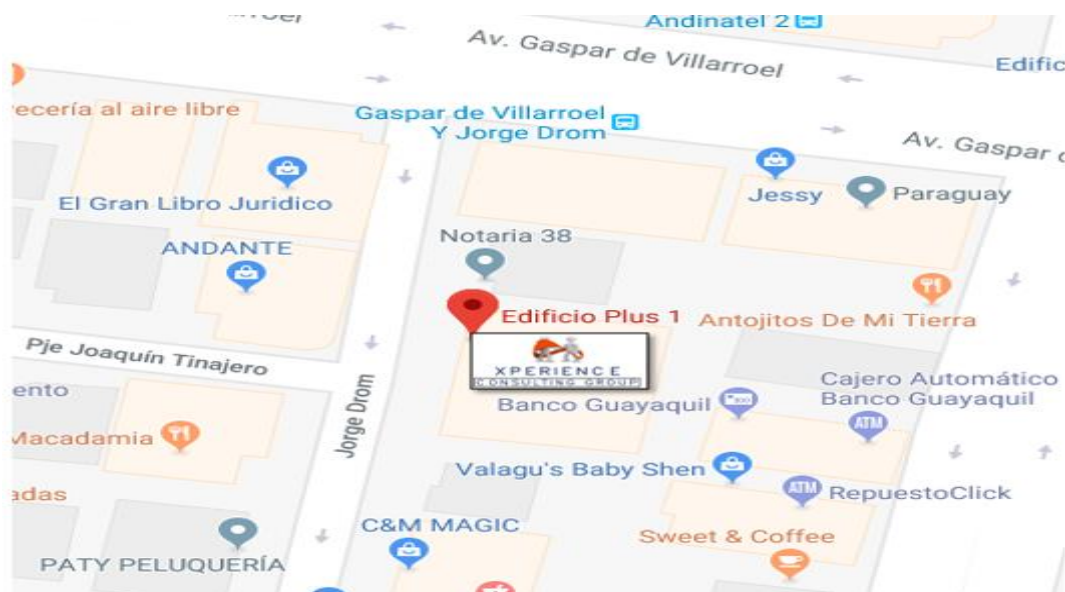 Andinatel 2
Av. Gaspar de Villarroel
Edific
ecería al aire libre
Gaspar de Villarroel
Y Jorge Drom
Av. Gaspar
El Gran Libro Juridico
Jessy
Paraguay
ANDANTE
Notaria 38
Edificio Plus 1
Antojitos De Mi Tierra
XPERIENCE
CONSULTING GROUP
Pje Joaquín Tinajero
Jorge Drom
ento
Banco Guayaquil
Cajero Automático
Banco Guayaquil
ATM
Macadamia
Valagu's Baby Shen
adas
ATM
RepuestoClick
C&M MAGIC
Sweet & Coffee
PATY PELUQUERÍA